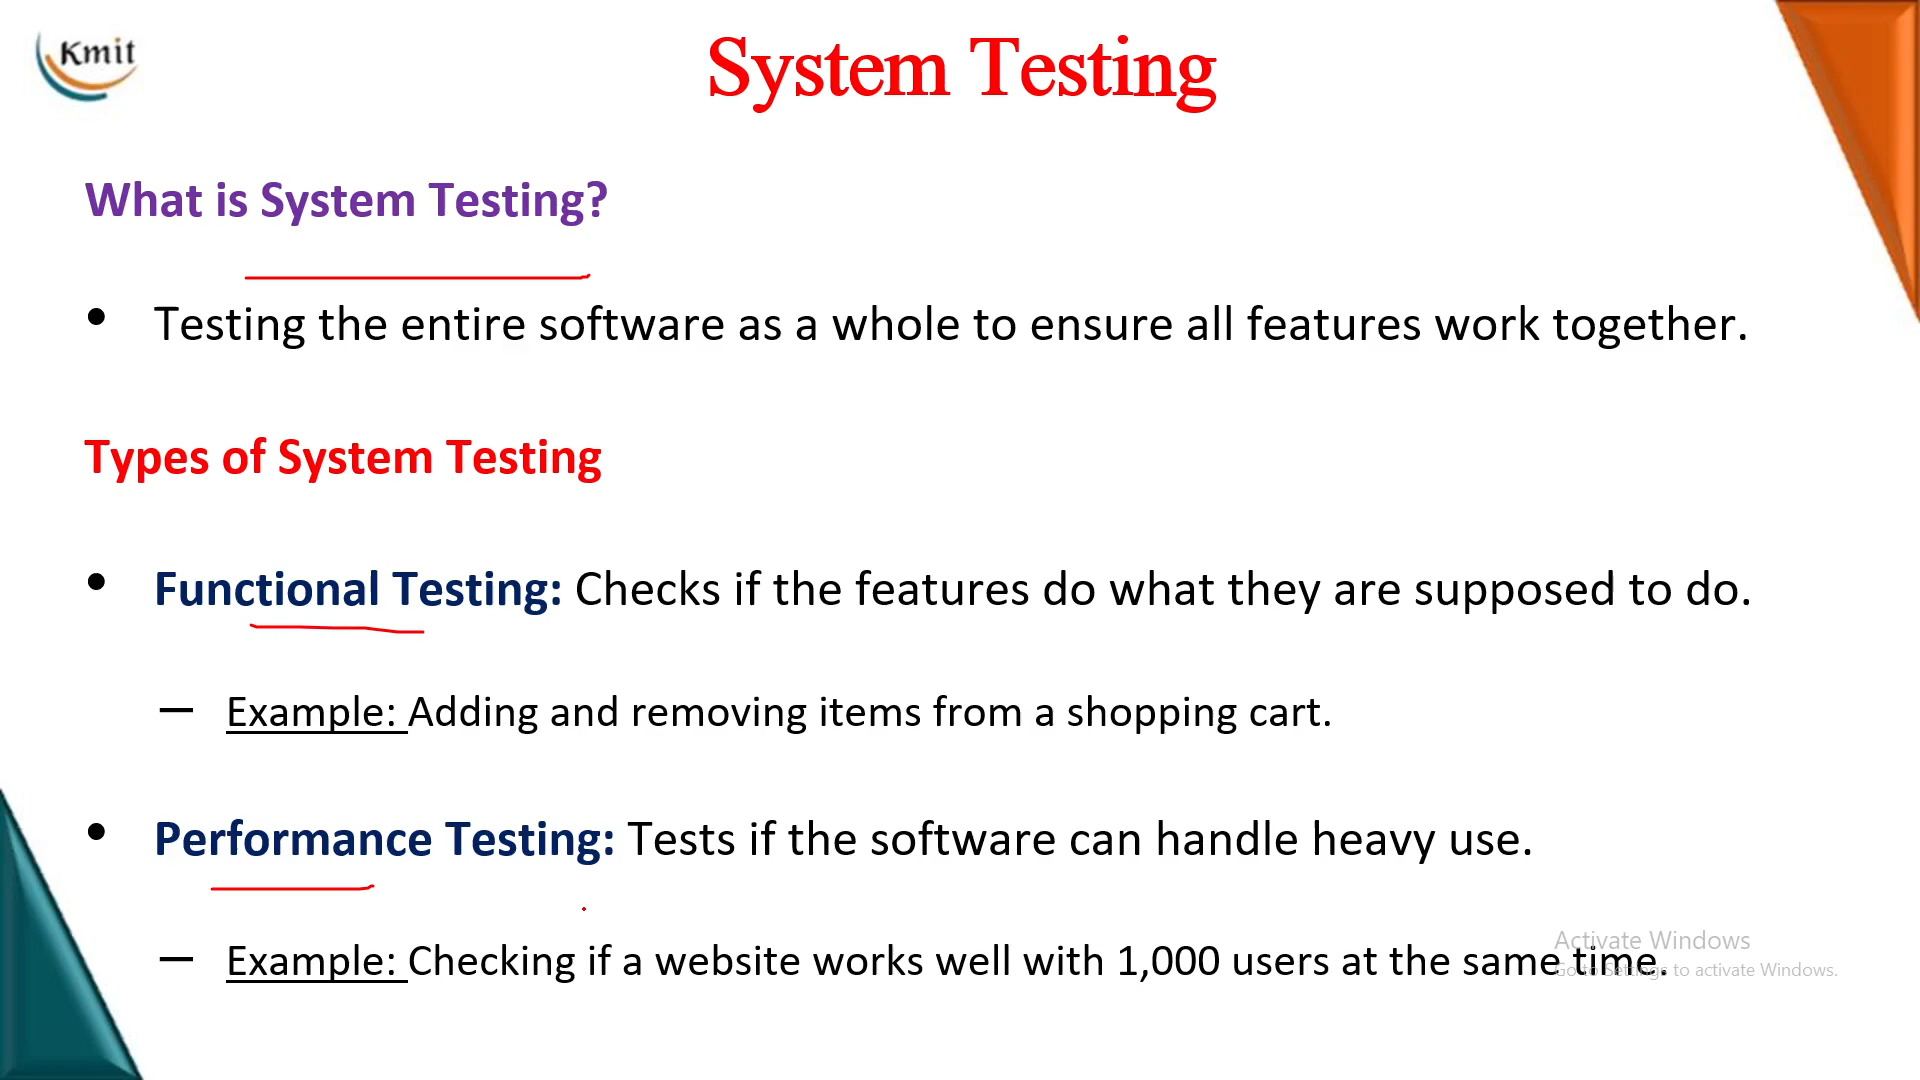 Kmit
System Testing
What is System Testing?
• Testing the entire software as a whole to ensure all features work together.
Types of System Testing
• Functional Testing: Checks if the features do what they are supposed to do.
– Example: Adding and removing items from a shopping cart.
• Performance Testing: Tests if the software can handle heavy use.
– Example: Checking if a website works well with 1,000 users at the same time.
Activate Windows
Go to Settings to activate Windows.